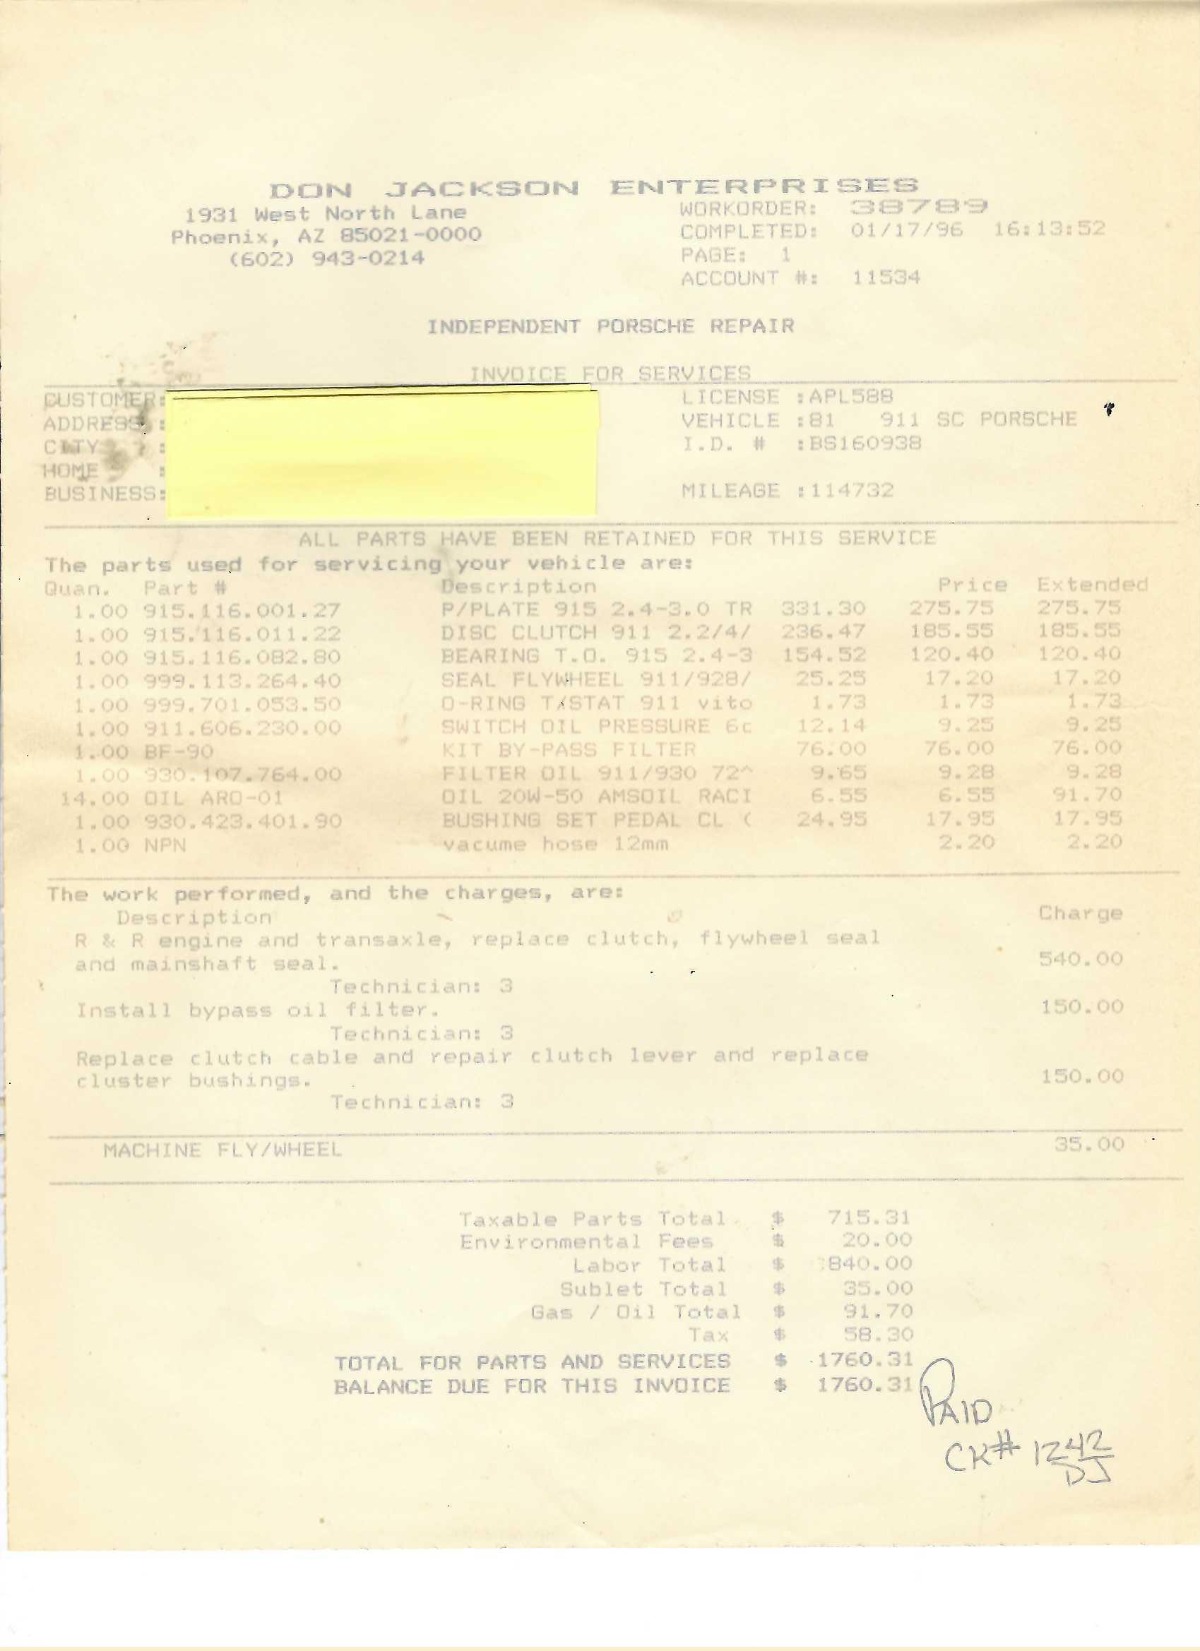 DON JACKSON ENTERPRISES
1931 West North Lane
Phoenix, AZ 85021-0000
(602) 943-0214
WORKORDER: 38789
COMPLETED: 01/17/96 16:13:52
PAGE: 1
ACCOUNT #: 11534
INDEPENDENT PORSCHE REPAIR
INVOICE FOR SERVICES
CUSTOMER:
ADDRESS :
CITY :
HOME :
BUSINESS:
LICENSE :APL588
VEHICLE :81 911 SC PORSCHE
I.D. # :BS160938
MILEAGE :114732
ALL PARTS HAVE BEEN RETAINED FOR THIS SERVICE
The parts used for servicing your vehicle are:
Quan. Part # Description Price Extended
1.00 915.116.001.27 P/PLATE 915 2.4-3.0 TR 331.30 275.75 275.75
1.00 915.116.011.22 DISC CLUTCH 911 2.2/4/ 236.47 185.55 185.55
1.00 915.116.082.80 BEARING T.O. 915 2.4-3 154.52 120.40 120.40
1.00 999.113.264.40 SEAL FLYWHEEL 911/928/ 25.25 17.20 17.20
1.00 999.701.053.50 O-RING T/STAT 911 vito 1.73 1.73 1.73
1.00 911.606.230.00 SWITCH OIL PRESSURE 6c 12.14 9.25 9.25
1.00 BF-90 KIT BY-PASS FILTER 76.00 76.00 76.00
1.00 930.107.764.00 FILTER OIL 911/930 72^ 9.65 9.28 9.28
14.00 OIL ARO-01 OIL 20W-50 AMSOIL RACI 6.55 6.55 91.70
1.00 930.423.401.90 BUSHING SET PEDAL CL ( 24.95 17.95 17.95
1.00 NPN vacume hose 12mm 2.20 2.20
The work performed, and the charges, are:
Description Charge
R & R engine and transaxle, replace clutch, flywheel seal
and mainshaft seal. 540.00
Technician: 3
Install bypass oil filter. 150.00
Technician: 3
Replace clutch cable and repair clutch lever and replace
cluster bushings. 150.00
Technician: 3
MACHINE FLY/WHEEL 35.00
Taxable Parts Total $ 715.31
Environmental Fees $ 20.00
Labor Total $ 840.00
Sublet Total $ 35.00
Gas / Oil Total $ 91.70
Tax $ 58.30
TOTAL FOR PARTS AND SERVICES $ 1760.31
BALANCE DUE FOR THIS INVOICE $ 1760.31
PAID
CK# 1242
DJ